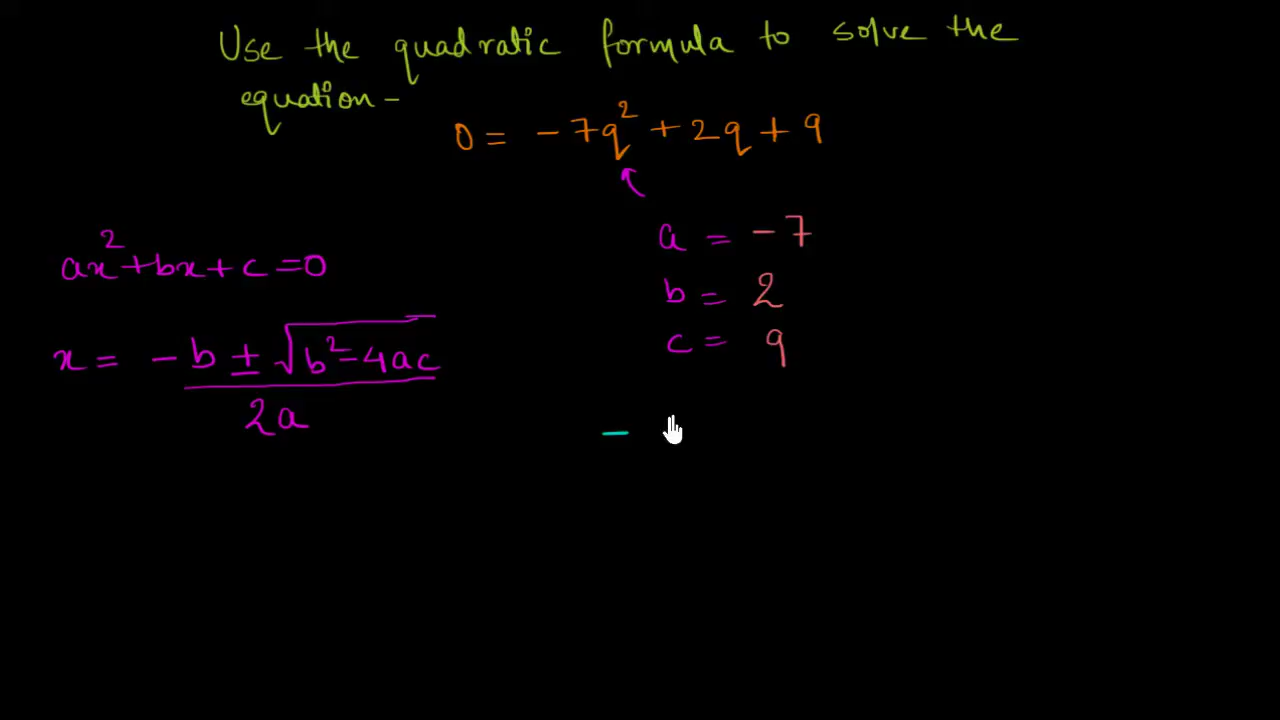 Use the quadratic formula to solve the
equation-
0 = -7q² + 2q + 9
ax² + bx + c = 0
x = -b ± √b²-4ac
2a
a = -7
b = 2
c = 9
-